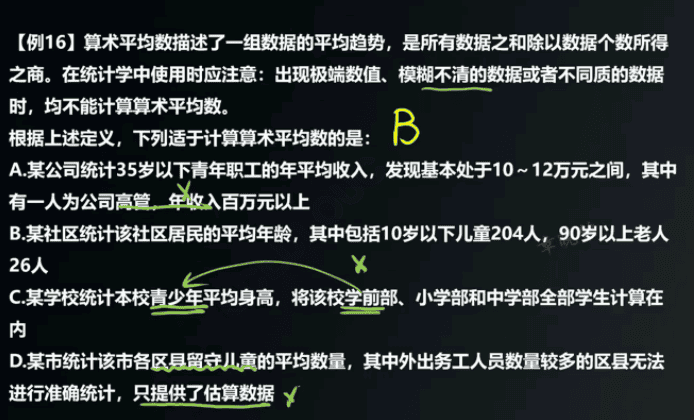 【例16】算术平均数描述了一组数据的平均趋势，是所有数据之和除以数据个数所得
之商。在统计学中使用时应注意：出现极端数值、模糊不清的数据或者不同质的数据
时，均不能计算算术平均数。
根据上述定义，下列适于计算算术平均数的是： B
A.某公司统计35岁以下青年职工的年平均收入，发现基本处于10～12万元之间，其中
有一人为公司高管，年收入百万元以上
B.某社区统计该社区居民的平均年龄，其中包括10岁以下儿童204人，90岁以上老人
26人
C.某学校统计本校青少年平均身高，将该校学前部、小学部和中学部全部学生计算在
内
D.某市统计该市各区县留守儿童的平均数量，其中外出务工人员数量较多的区县无法
进行准确统计，只提供了估算数据